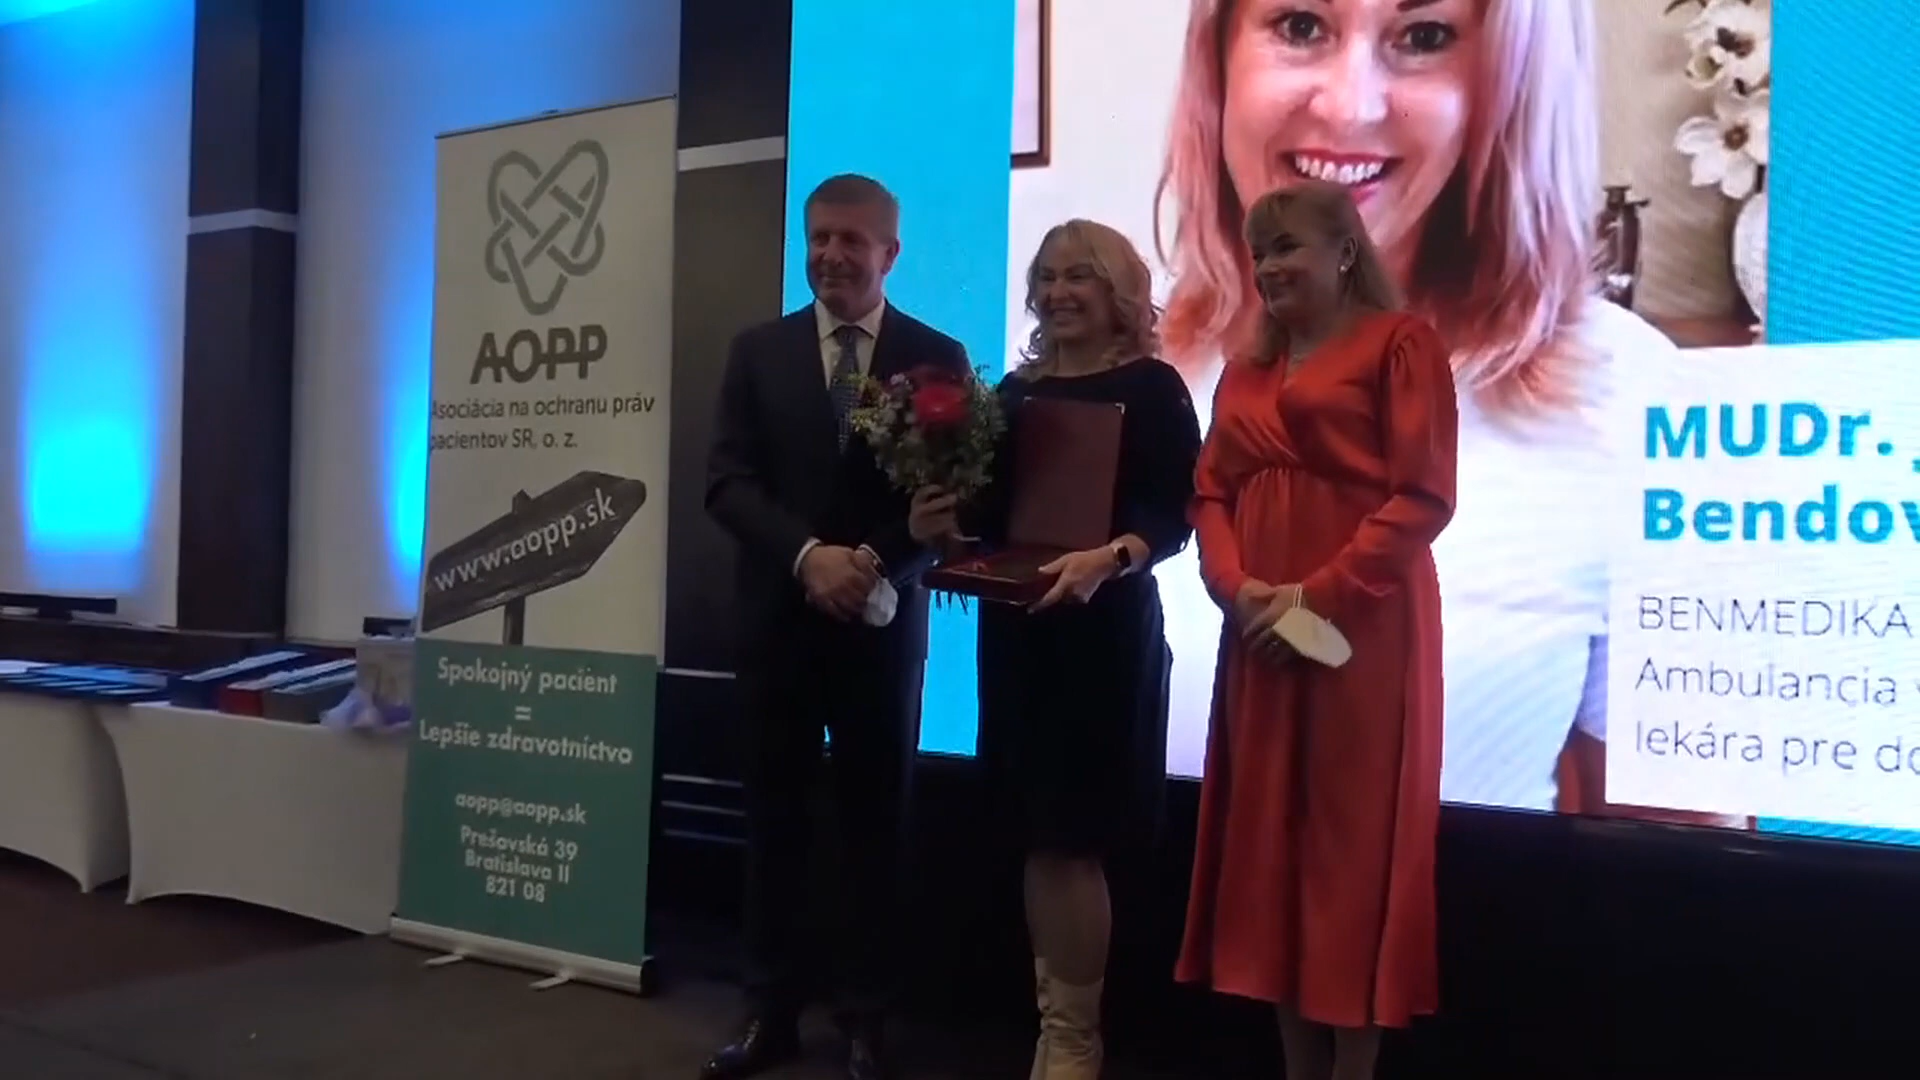 AOPP
Asociácia na ochranu práv
pacientov SR, o. z.
www.aopp.sk
Spokojný pacient
=
Lepšie zdravotníctvo
aopp@aopp.sk
Prešovská 39
Bratislava II
821 08
MUDr.
Bendov
BENMEDIKA
Ambulancia
lekára pre do